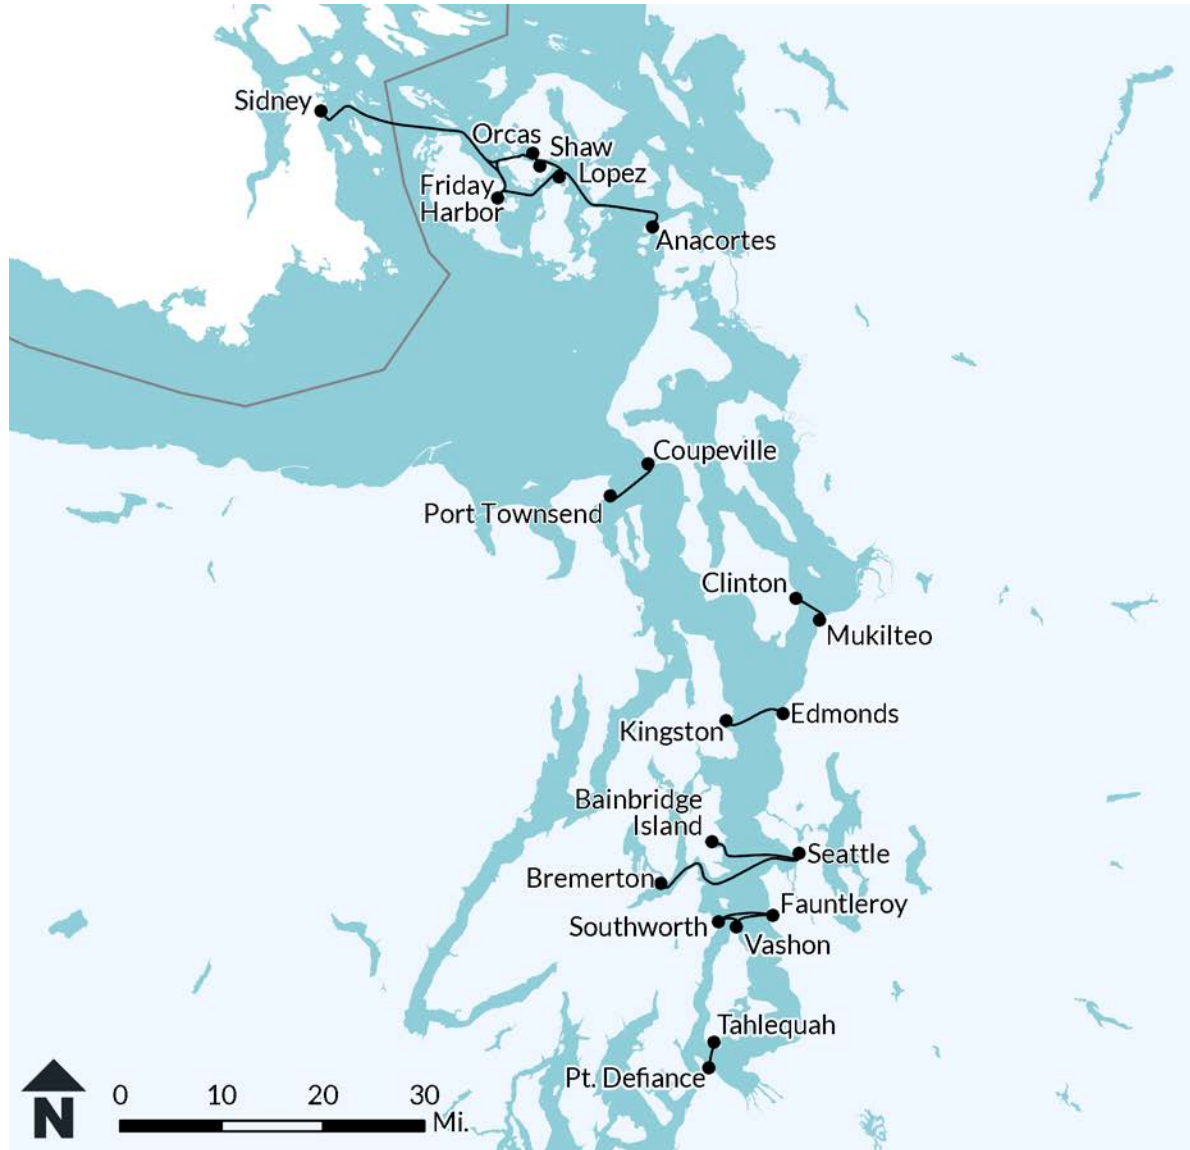 Sidney
Orcas
Shaw
Lopez
Friday
Harbor
Anacortes
Coupeville
Port Townsend
Clinton
Mukilteo
Edmonds
Kingston
Bainbridge
Island
Seattle
Bremerton
Fauntleroy
Southworth
Vashon
Tahlequah
Pt. Defiance
0 10 20 30
Mi.
N